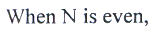 When N is even,